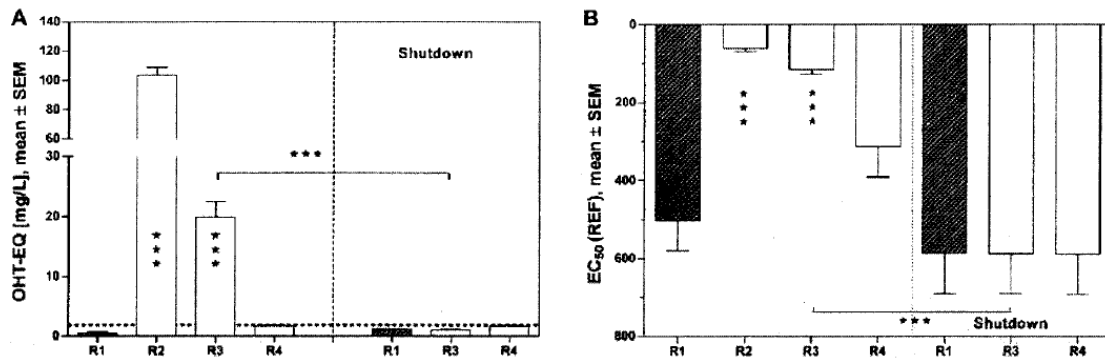 A
OHT-EQ [mg/L], mean ± SEM
140
120
100
80
60
40
30
20
10
0
Shutdown
***
***
***
R1 R2 R3 R4 R1 R3 R4
B
EC50 (REF), mean ± SEM
0
200
400
600
800
***
***
***
Shutdown
R1 R2 R3 R4 R1 R3 R4